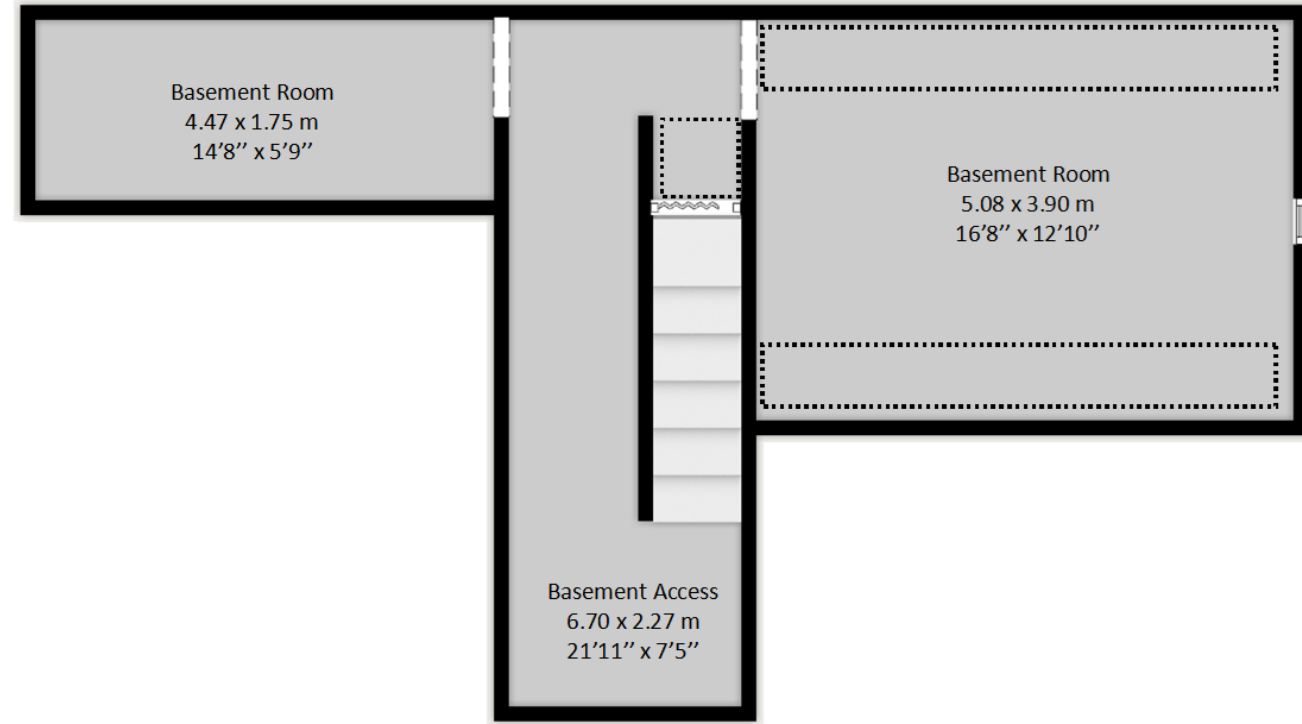 Basement Room
4.47 x 1.75 m
14’8’’ x 5’9’’
Basement Room
5.08 x 3.90 m
16’8’’ x 12’10’’
Basement Access
6.70 x 2.27 m
21’11’’ x 7’5’’